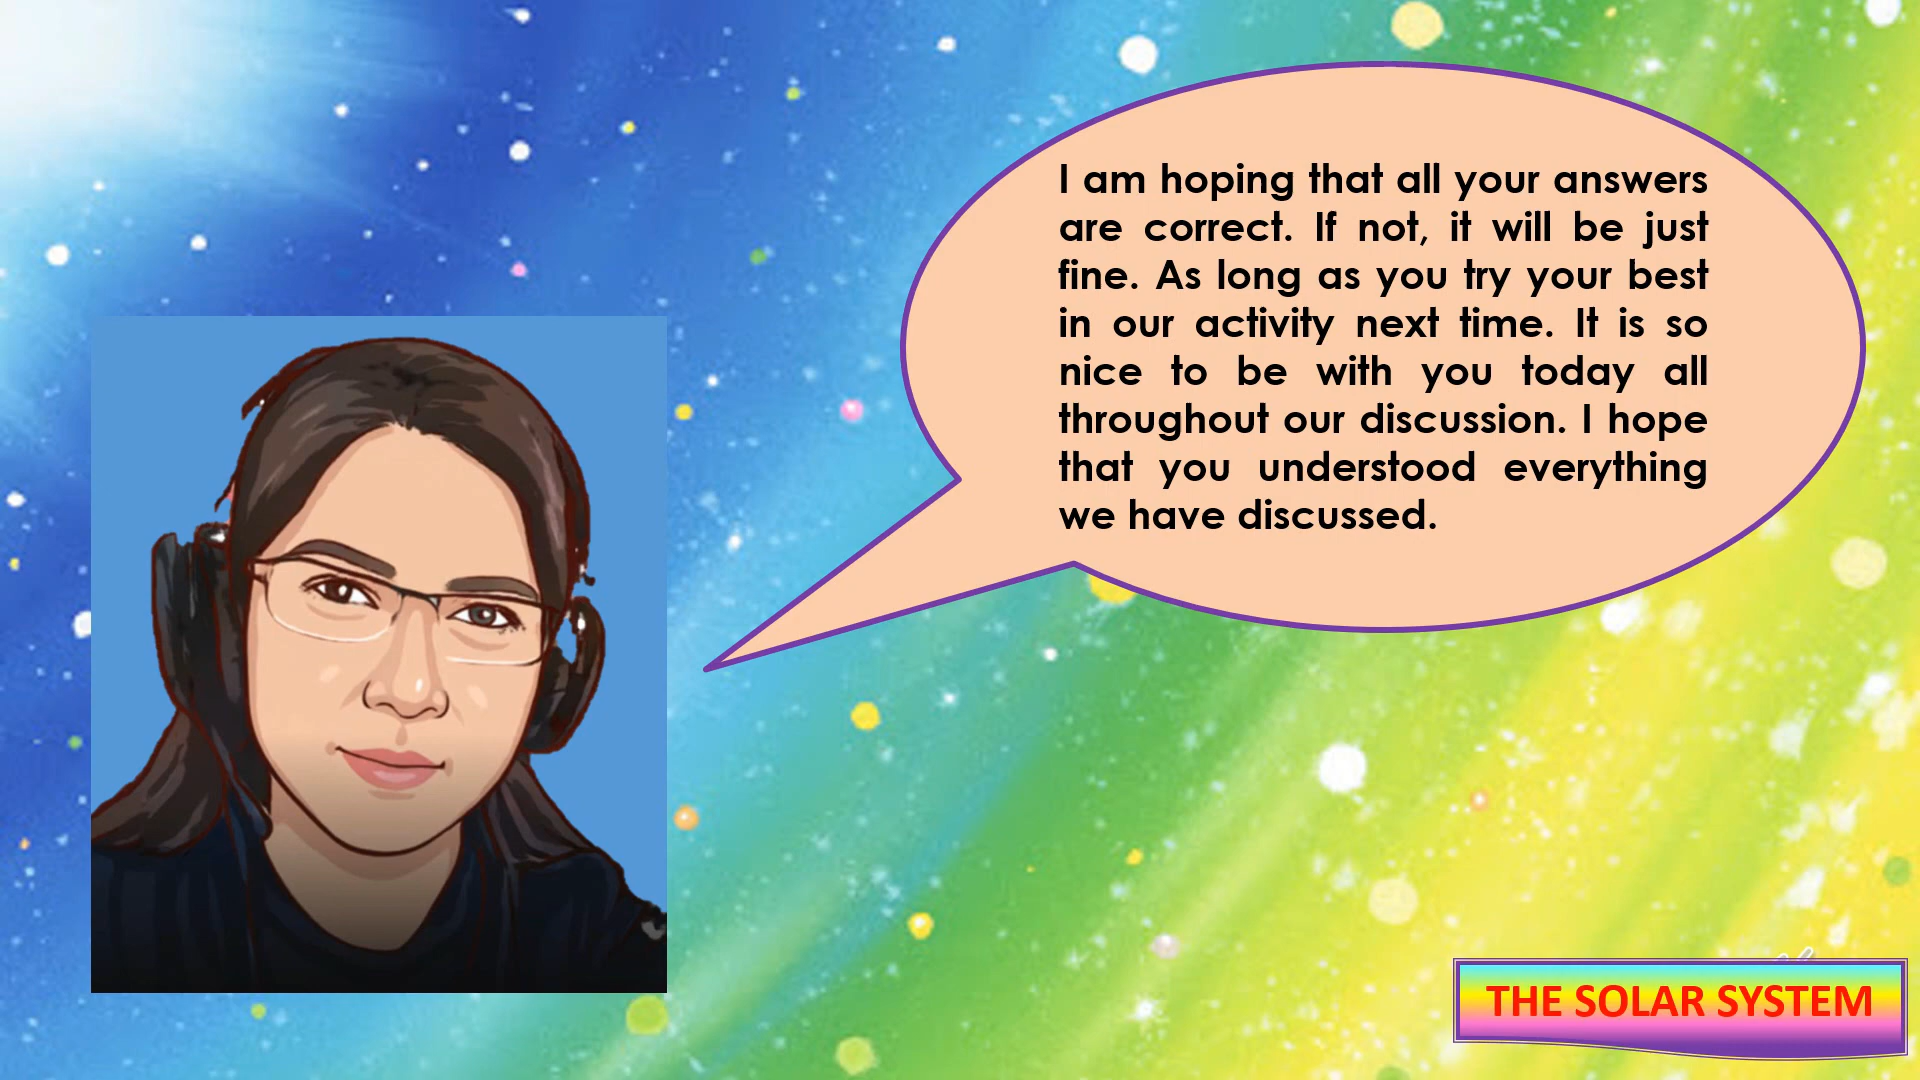 I am hoping that all your answers
are correct. If not, it will be just
fine. As long as you try your best
in our activity next time. It is so
nice to be with you today all
throughout our discussion. I hope
that you understood everything
we have discussed.
THE SOLAR SYSTEM